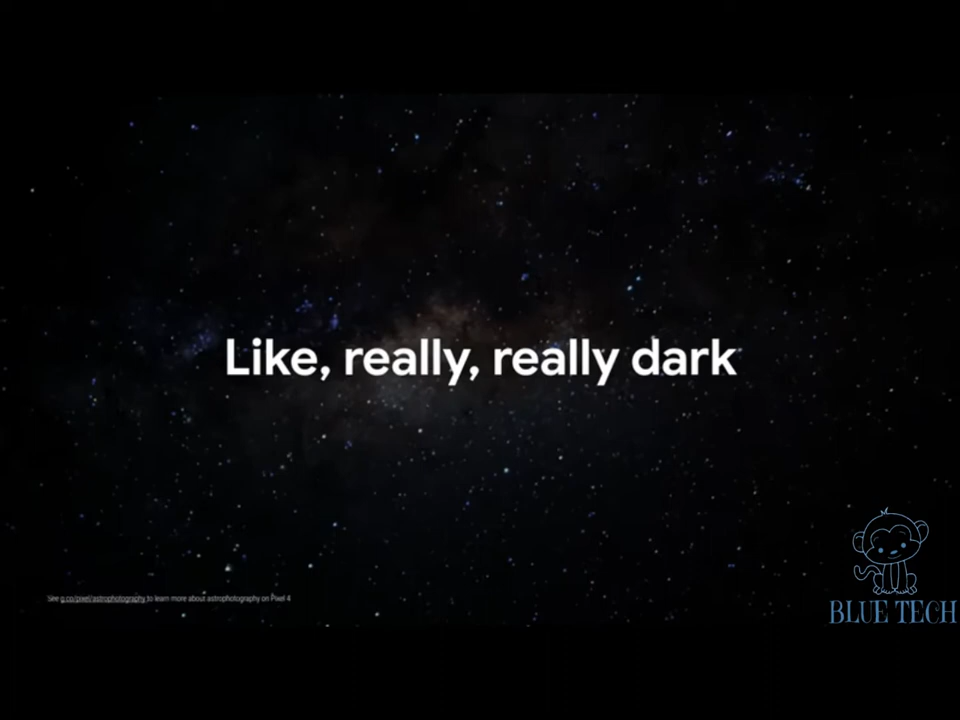 Like, really, really dark
See g.co/pixel/astrophotography to learn more about astrophotography on Pixel 4
BLUE TECH